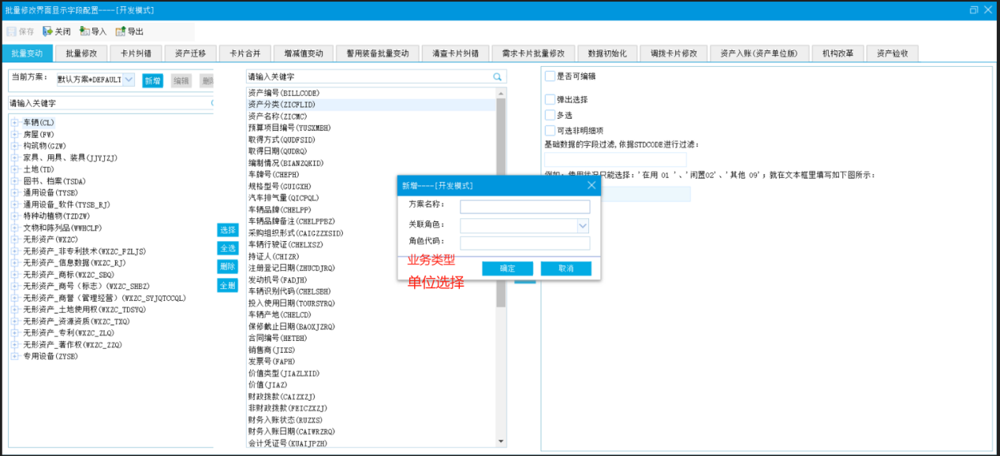 批量修改界面显示字段配置----[开发模式]
保存 关闭 导入 导出
批量变动 批量修改 卡片纠错 资产迁移 卡片合并 增减值变动 警用装备批量变动 清查卡片纠错 需求卡片批量修改 数据初始化 调拨卡片修改 资产入账(资产单位版) 机构改革 资产验收
当前方案： 默认方案*DEFAULT 新增 编辑
请输入关键字
车辆(CL)
房屋(FW)
构筑物(GZW)
家具、用具、装具(JJYJZJ)
土地(TD)
图书、档案(TSDA)
通用设备(TYSB)
通用设备_软件(TYSB_RJ)
特种动植物(TZDZW)
文物和陈列品(WWHCLP)
无形资产(WXZC)
无形资产_非专利技术(WXZC_FZLJS)
无形资产_信息数据(WXZC_RJ)
无形资产_商标(WXZC_SBQ)
无形资产_商号（标志）(WXZC_SHBZ)
无形资产_商誉（管理经营）(WXZC_SYJQTCCQL)
无形资产_土地使用权(WXZC_TDSYQ)
无形资产_资源资质(WXZC_TXQ)
无形资产_专利(WXZC_ZLQ)
无形资产_著作权(WXZC_ZZQ)
专用设备(ZYSB)
选择
全选
删除
全删
请输入关键字
资产编号(BILLCODE)
资产分类(ZICFLID)
资产名称(ZICMC)
预算项目编号(YUSXMBH)
取得方式(QUDFSID)
取得日期(QUDRQ)
编制情况(BIANZQKID)
车牌号(CHEPH)
规格型号(GUIGXH)
汽车排气量(QICPQL)
车辆品牌(CHELPP)
车辆品牌备注(CHELPPBZ)
采购组织形式(CAIGZZXSID)
车辆行驶证(CHELXSZ)
持证人(CHIZR)
注册登记日期(ZHUCDJRQ)
发动机号(FADJH)
车辆识别代码(CHELSBH)
投入使用日期(TOURSYRQ)
车辆产地(CHELCD)
保修截止日期(BAOXJZRQ)
合同编号(HETBH)
销售商(JIXS)
发票号(FAPH)
价值类型(JIAZLXID)
价值(JIAZ)
财政拨款(CAIZXZJ)
非财政拨款(FEICZXZJ)
财务入账状态(RUZXS)
财务入账日期(CAIWRZRQ)
会计凭证号(KUAIJPZH)
是否可编辑
弹出选择
多选
可选非明细项
基础数据的字段过滤,依据STDCODE进行过滤：
例如：使用状况只能选择：'在用 01 '、'闲置02'、'其他 09'；就在文本框里填写如下图所示：
新增----[开发模式]
方案名称：
关联角色：
角色代码：
业务类型
确定 取消
单位选择